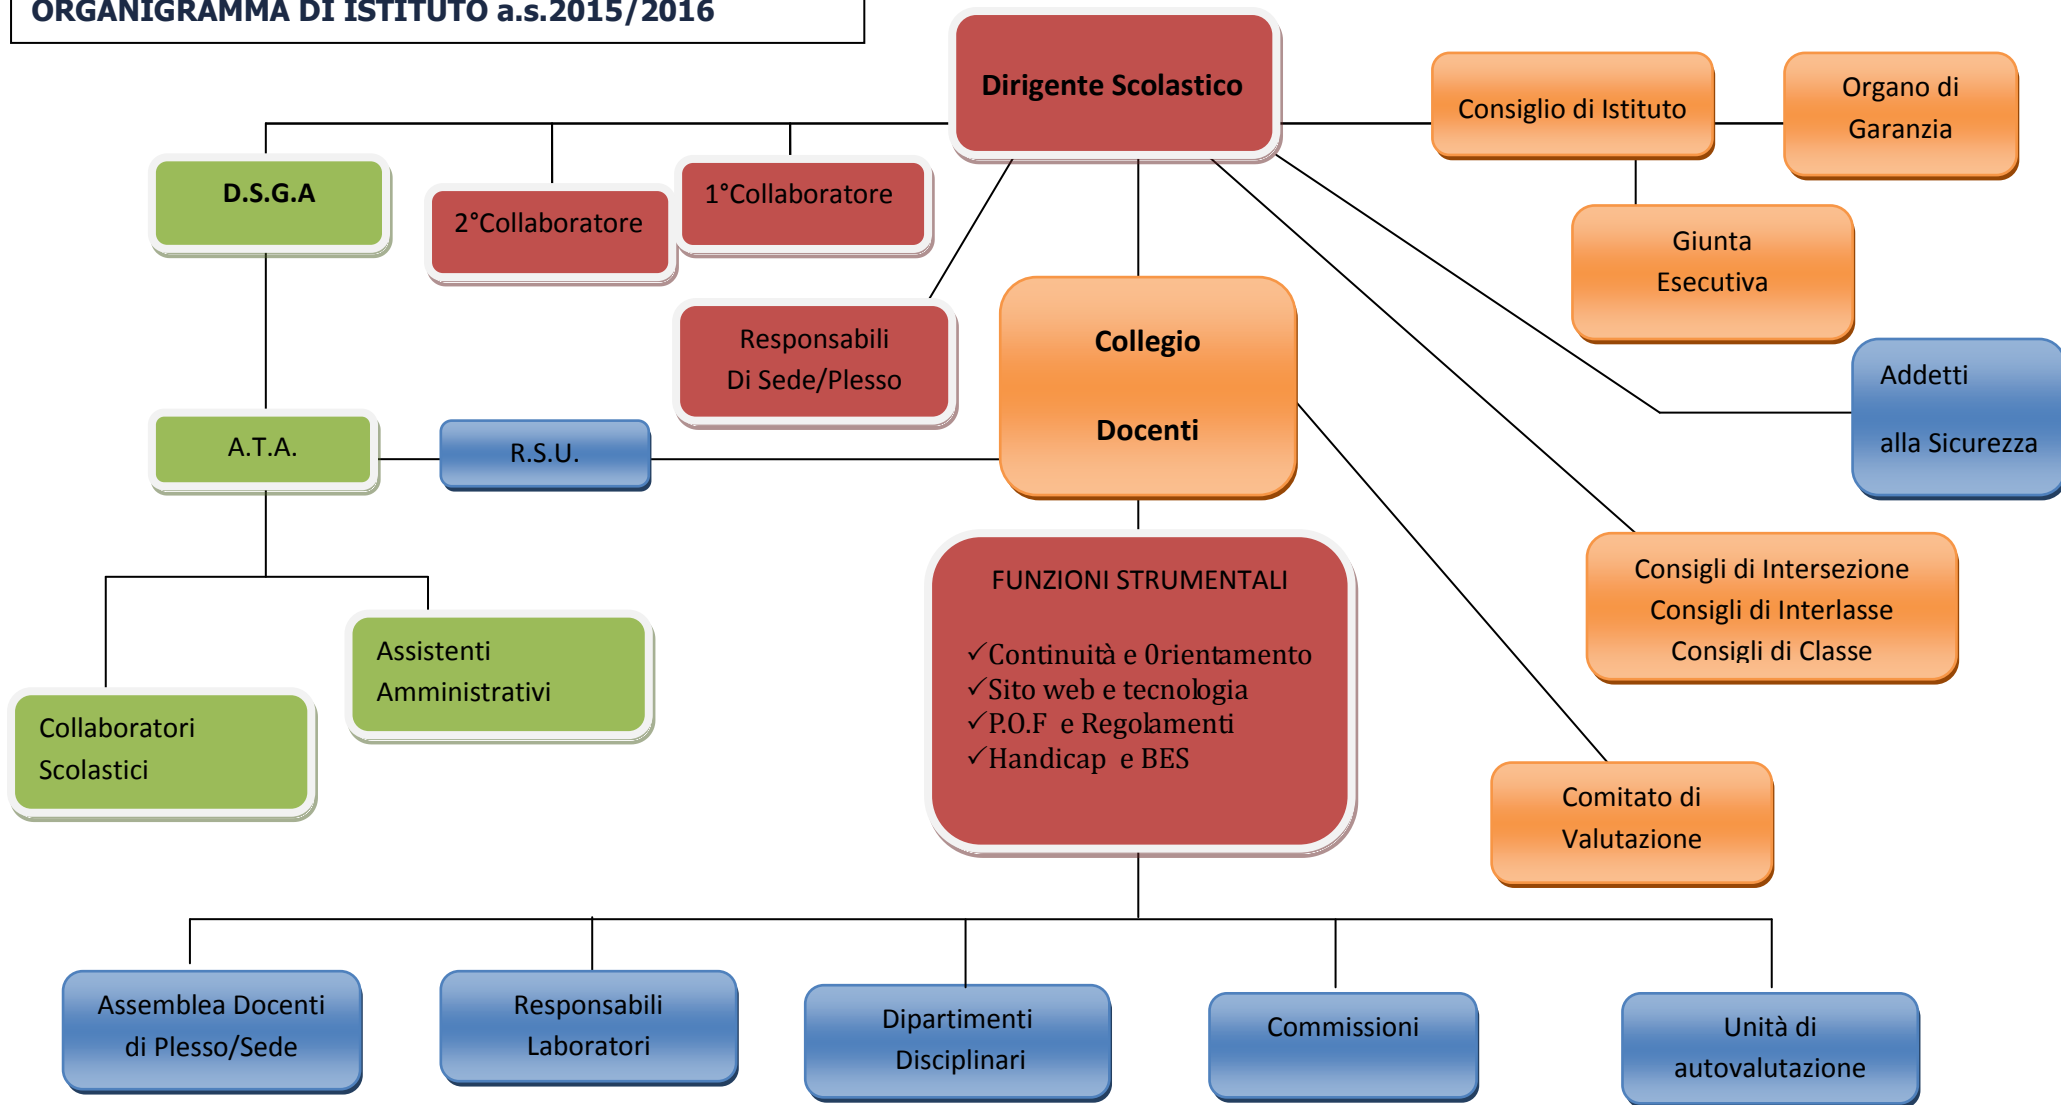 ORGANIGRAMMA DI ISTITUTO a.s.2015/2016
Dirigente Scolastico
Consiglio di Istituto
Organo di
Garanzia
D.S.G.A
2°Collaboratore
1°Collaboratore
Giunta
Esecutiva
Responsabili
Di Sede/Plesso
Collegio
Docenti
Addetti
alla Sicurezza
A.T.A.
R.S.U.
FUNZIONI STRUMENTALI
✓Continuità e 0rientamento
✓Sito web e tecnologia
✓P.O.F  e Regolamenti
✓Handicap  e BES
Consigli di Intersezione
Consigli di Interlasse
Consigli di Classe
Assistenti
Amministrativi
Collaboratori
Scolastici
Comitato di
Valutazione
Assemblea Docenti
di Plesso/Sede
Responsabili
Laboratori
Dipartimenti
Disciplinari
Commissioni
Unità di
autovalutazione